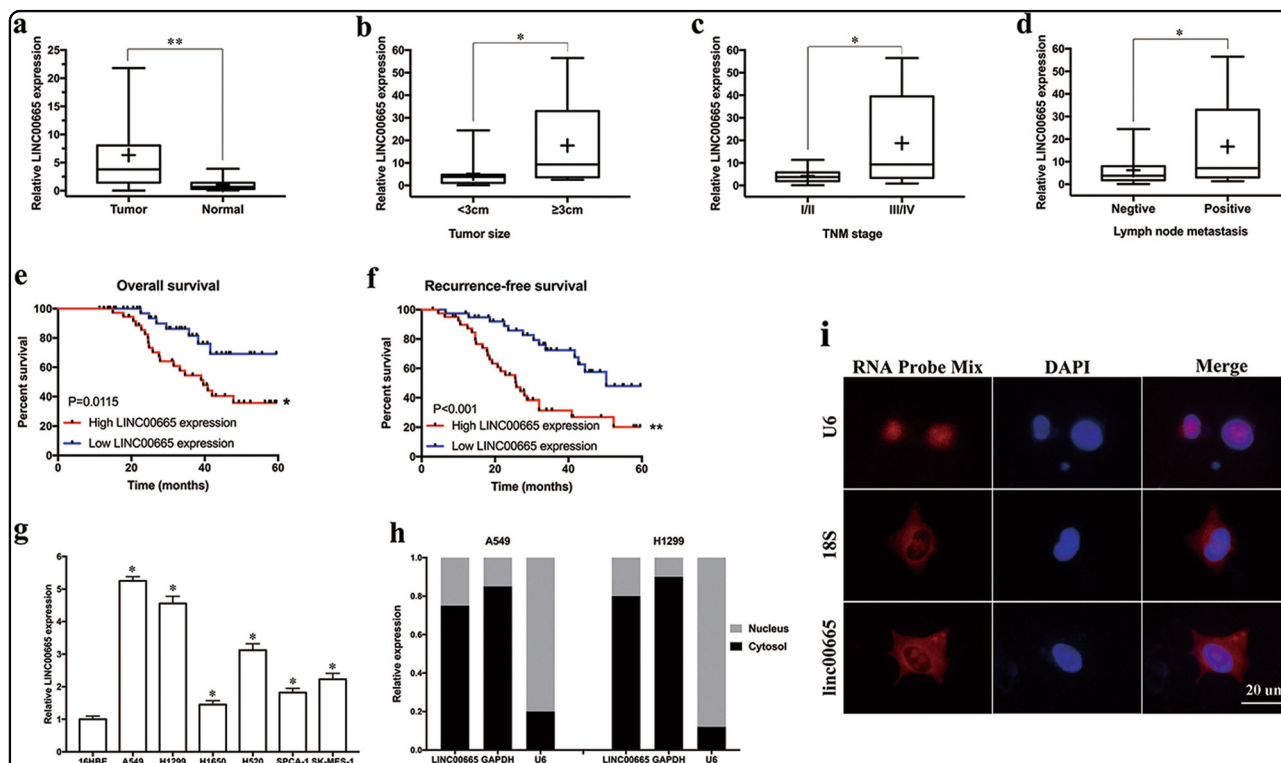 a
Relative LINC00665 expression
25
20
15
10
5
0
**
Tumor
Normal
b
Relative LINC00665 expression
60
50
40
30
20
10
0
*
<3cm
≥3cm
Tumor size
c
Relative LINC00665 expression
60
50
40
30
20
10
0
*
I/II
III/IV
TNM stage
d
Relative LINC00665 expression
60
50
40
30
20
10
0
*
Negtive
Positive
Lymph node metastasis
e
Overall survival
Percent survival
100
80
60
40
20
0
P=0.0115
*
High LINC00665 expression
Low LINC00665 expression
0 20 40 60
Time (months)
f
Recurrence-free survival
Percent survival
100
80
60
40
20
0
P<0.001
**
High LINC00665 expression
Low LINC00665 expression
0 20 40 60
Time (months)
g
Relative LINC00665 expression
6
5
4
3
2
1
0
* * * * * *
16HBE A549 H1299 H1650 H520 SPCA-1 SK-MES-1
h
A549
H1299
Relative expression
1.0
0.8
0.6
0.4
0.2
0.0
LINC00665 GAPDH U6
LINC00665 GAPDH U6
Nucleus
Cytosol
i
RNA Probe Mix
DAPI
Merge
U6
18S
linc00665
20 um